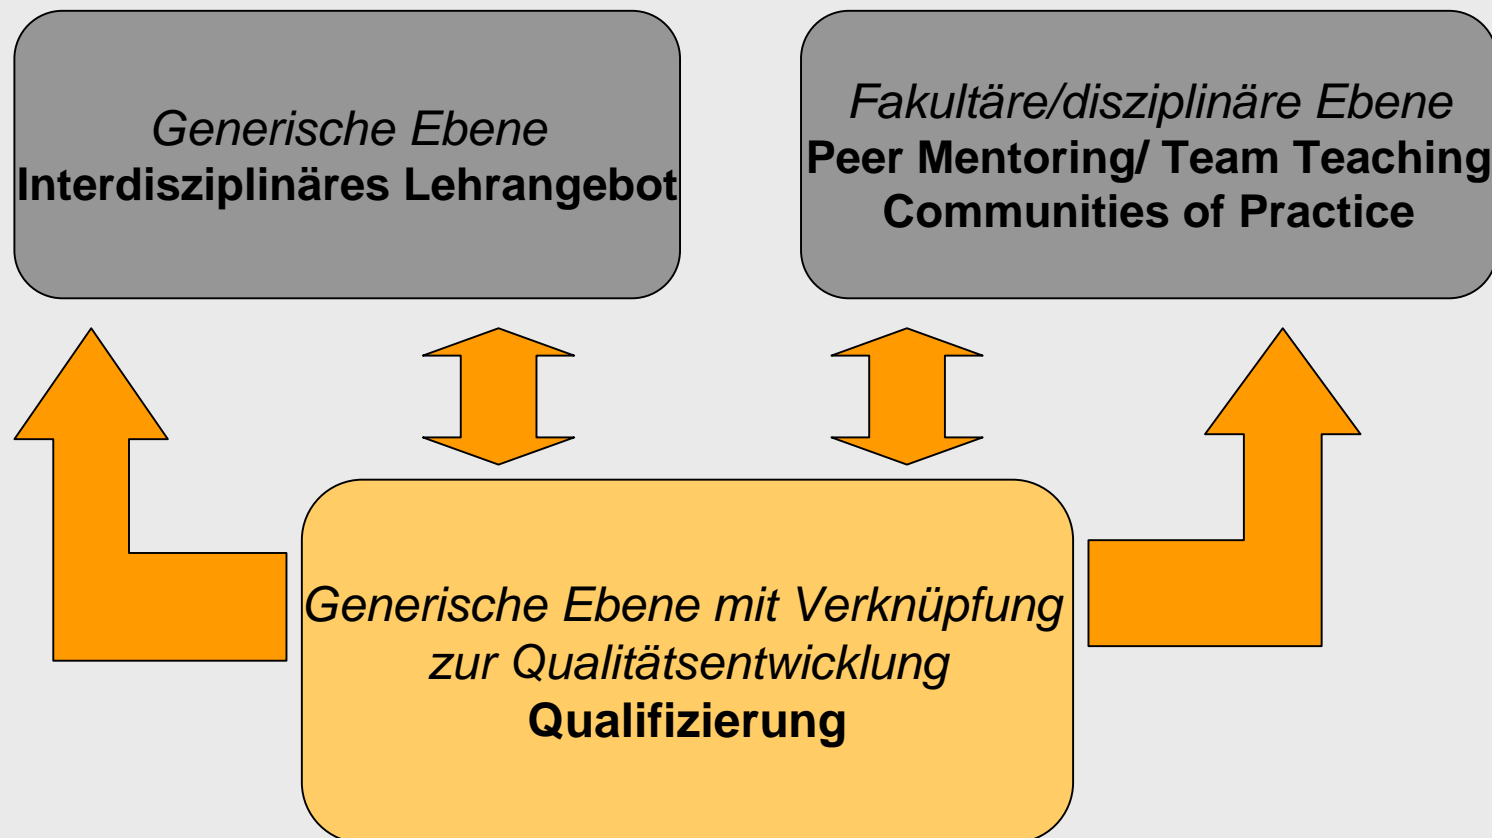 Generische Ebene
Interdisziplinäres Lehrangebot
Fakultäre/disziplinäre Ebene
Peer Mentoring/ Team Teaching
Communities of Practice
Generische Ebene mit Verknüpfung
zur Qualitätsentwicklung
Qualifizierung